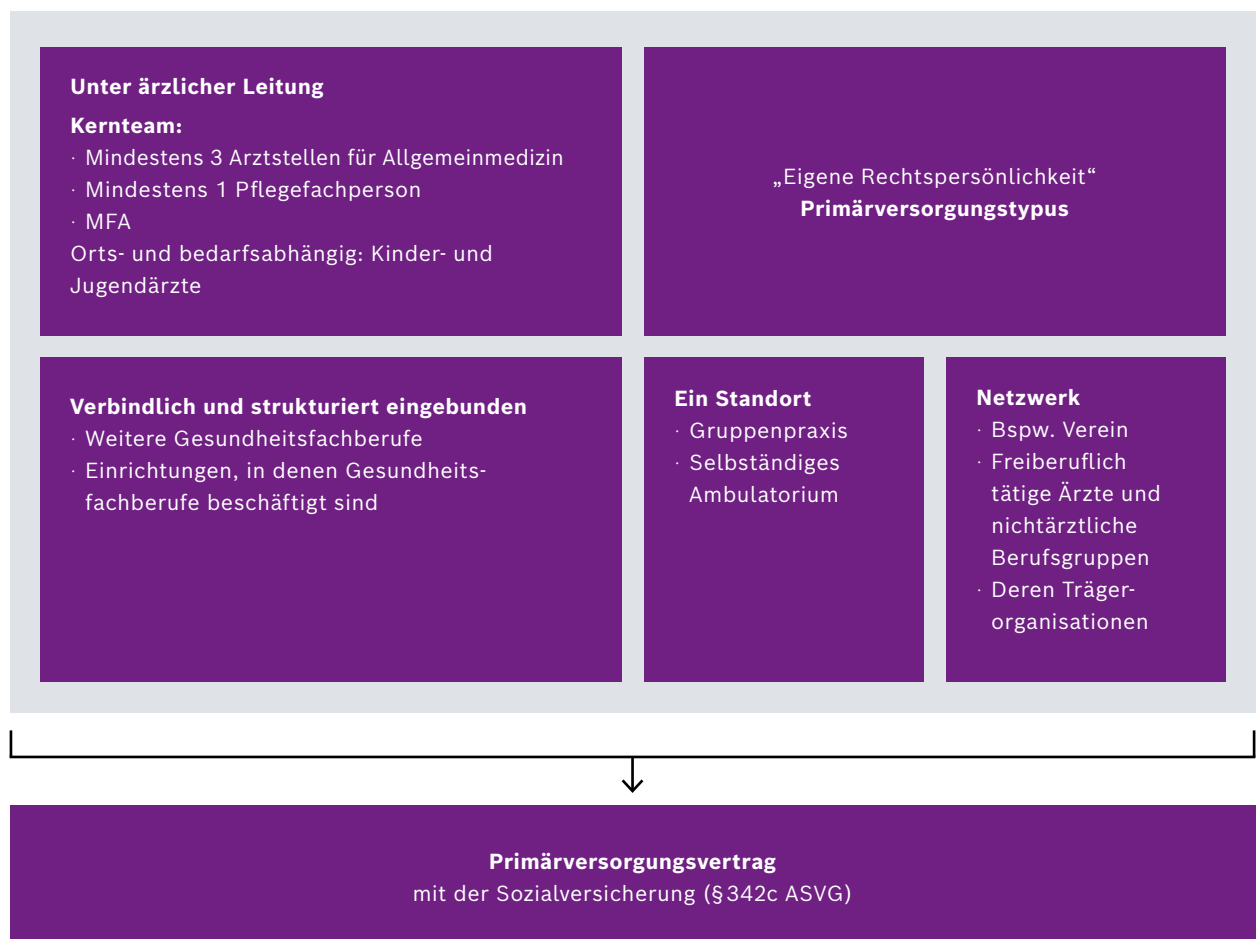 Unter ärzlicher Leitung
Kernteam:
· Mindestens 3 Arztstellen für Allgemeinmedizin
· Mindestens 1 Pflegefachperson
· MFA
Orts- und bedarfsabhängig: Kinder- und
Jugendärzte
„Eigene Rechtspersönlichkeit“
Primärversorgungstypus
Verbindlich und strukturiert eingebunden
· Weitere Gesundheitsfachberufe
· Einrichtungen, in denen Gesundheits-
fachberufe beschäftigt sind
Ein Standort
· Gruppenpraxis
· Selbständiges
Ambulatorium
Netzwerk
· Bspw. Verein
· Freiberuflich
tätige Ärzte und
nichtärztliche
Berufsgruppen
· Deren Träger-
organisationen
Primärversorgungsvertrag
mit der Sozialversicherung (§ 342c ASVG)